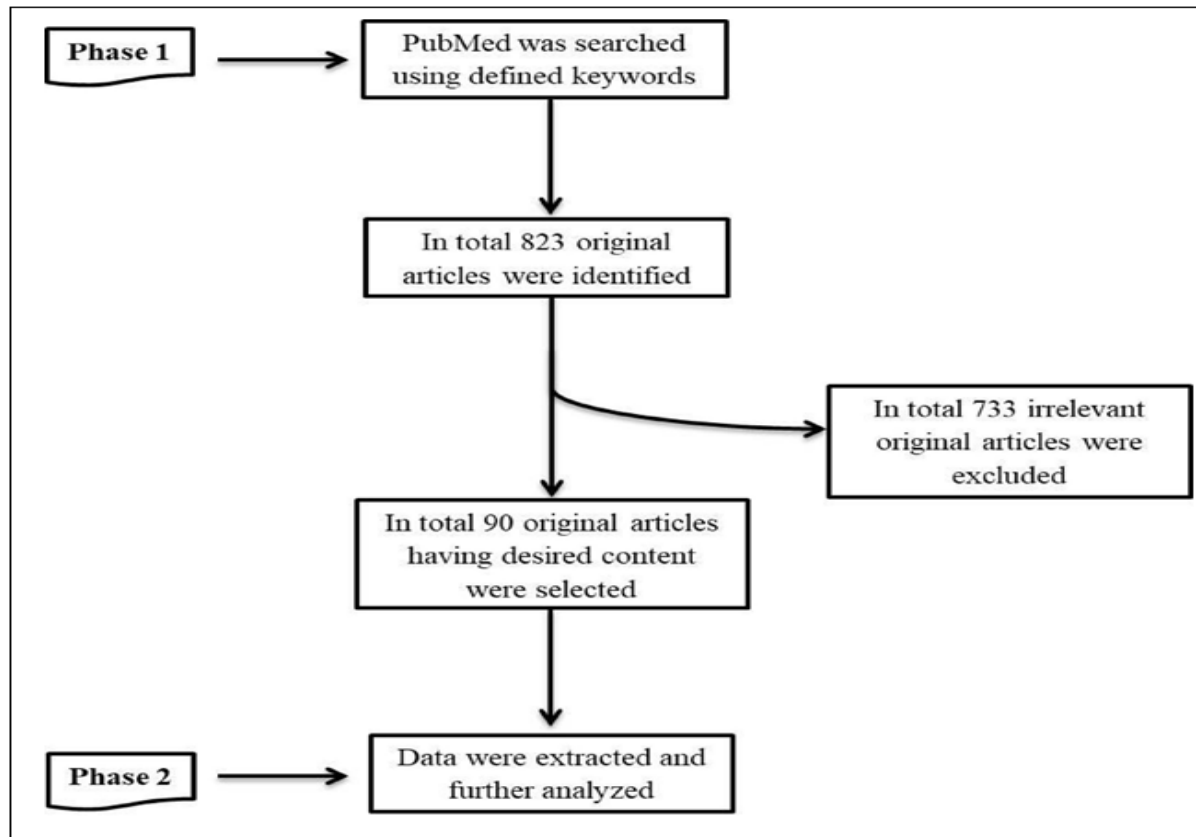 Phase 1
PubMed was searched
using defined keywords
In total 823 original
articles were identified
In total 733 irrelevant
original articles were
excluded
In total 90 original articles
having desired content
were selected
Phase 2
Data were extracted and
further analyzed